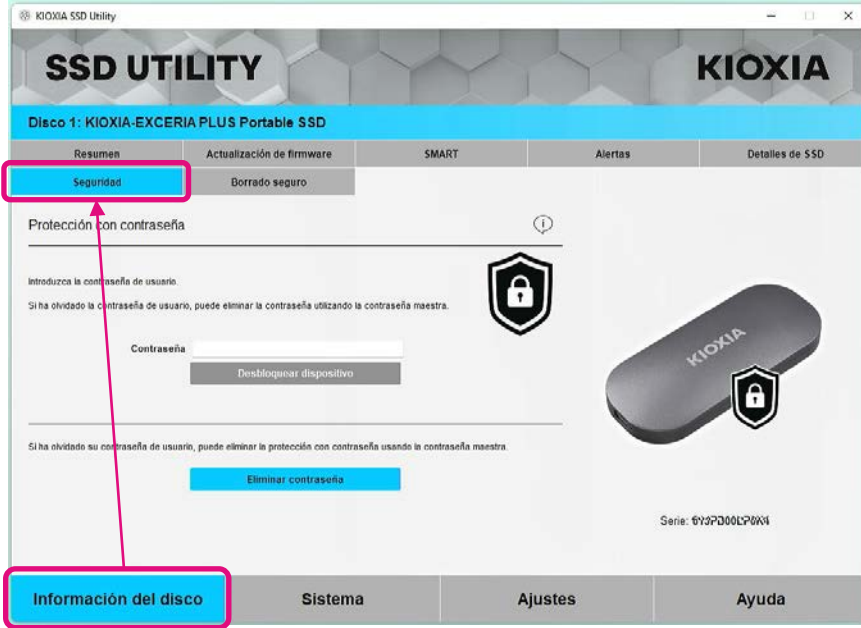 KIOXIA SSD Utility
SSD UTILITY
KIOXIA
Disco 1: KIOXIA-EXCERIA PLUS Portable SSD
Resumen Actualización de firmware SMART Alertas Detalles de SSD
Seguridad Borrado seguro
Protección con contraseña
Introduzca la contraseña de usuario.
Si ha olvidado la contraseña de usuario, puede eliminar la contraseña utilizando la contraseña maestra.
Contraseña
Desbloquear dispositivo
KIOXIA
Si ha olvidado su contraseña de usuario, puede eliminar la protección con contraseña usando la contraseña maestra.
Eliminar contraseña
Serie:
Información del disco Sistema Ajustes Ayuda